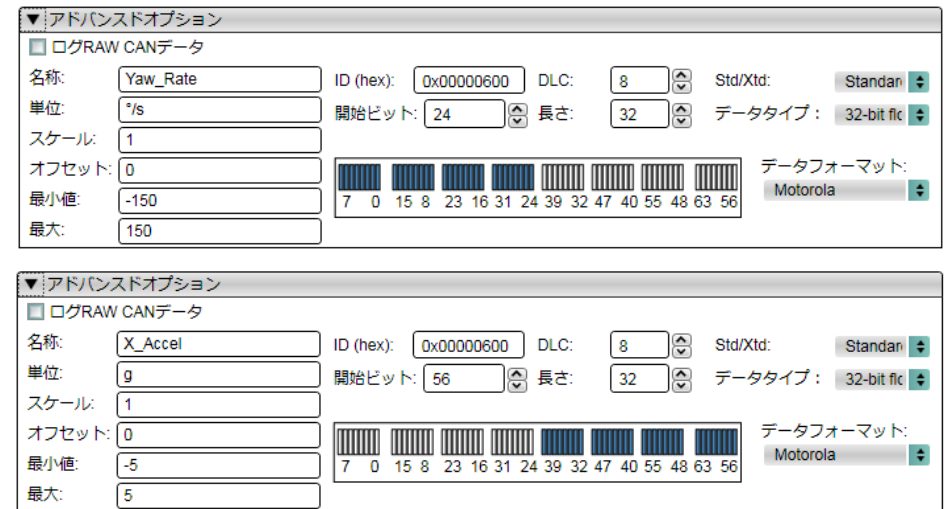 ▼ アドバンスドオプション
ログRAW CANデータ
名称: Yaw_Rate ID (hex): 0x00000600 DLC: 8 Std/Xtd: Standar
単位: °/s 開始ビット: 24 長さ: 32 データタイプ： 32-bit flc
スケール: 1
オフセット: 0 データフォーマット:
最小値: -150 7 0 15 8 23 16 31 24 39 32 47 40 55 48 63 56 Motorola
最大: 150
▼ アドバンスドオプション
ログRAW CANデータ
名称: X_Accel ID (hex): 0x00000600 DLC: 8 Std/Xtd: Standar
単位: g 開始ビット: 56 長さ: 32 データタイプ： 32-bit flc
スケール: 1
オフセット: 0 データフォーマット:
最小値: -5 7 0 15 8 23 16 31 24 39 32 47 40 55 48 63 56 Motorola
最大: 5